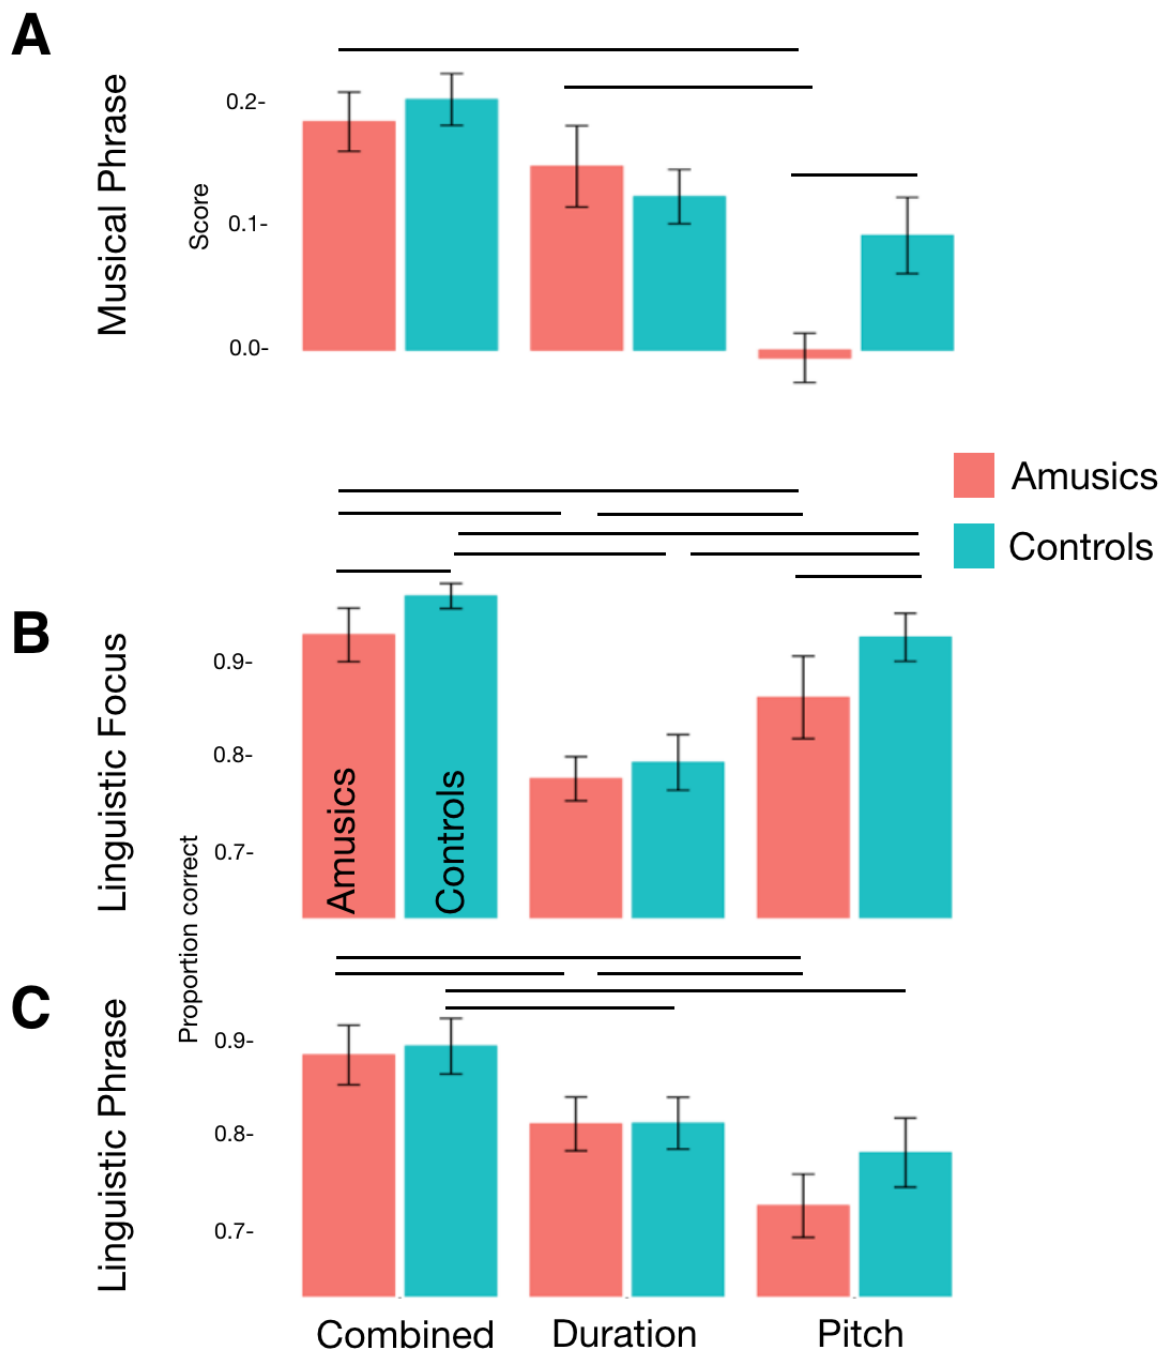 A
Musical Phrase
Score
0.2-
0.1-
0.0-
Amusics
Controls
B
Linguistic Focus
Proportion correct
0.9-
0.8-
0.7-
Amusics
Controls
C
Linguistic Phrase
0.9-
0.8-
0.7-
Combined
Duration
Pitch